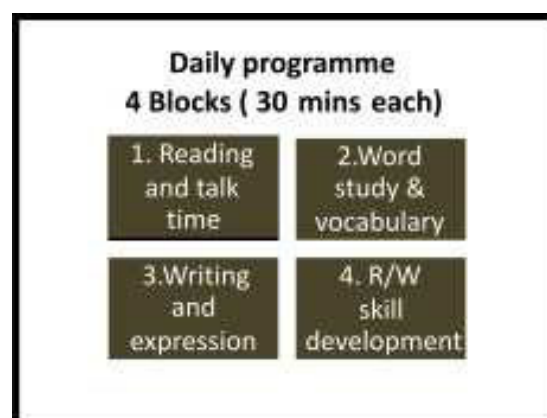 Daily programme
4 Blocks ( 30 mins each)
1. Reading
and talk
time
2.Word
study &
vocabulary
3.Writing
and
expression
4. R/W
skill
development